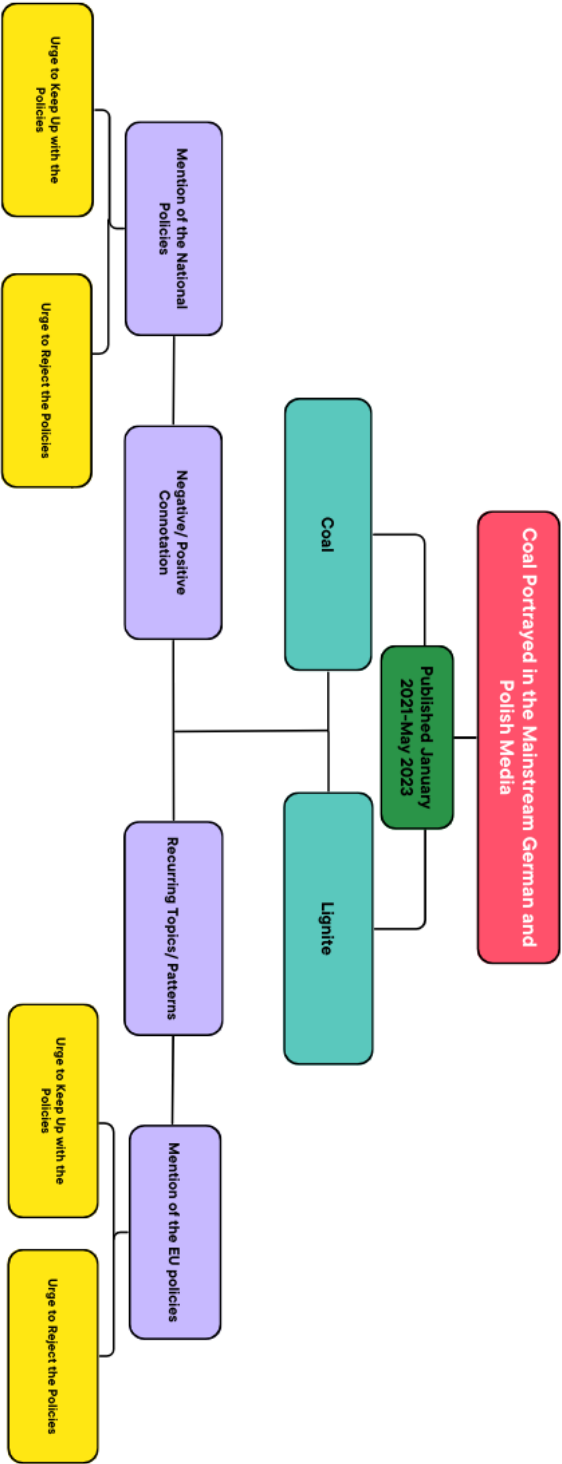 Coal Portrayed in the Mainstream German and
Polish Media
Published January
2021-May 2023
Coal
Lignite
Mention of the National
Policies
Negative/ Positive
Connotation
Recurring Topics/ Patterns
Mention of the EU policies
Urge to Keep Up with the
Policies
Urge to Reject the Policies
Urge to Keep Up with the
Policies
Urge to Reject the Policies